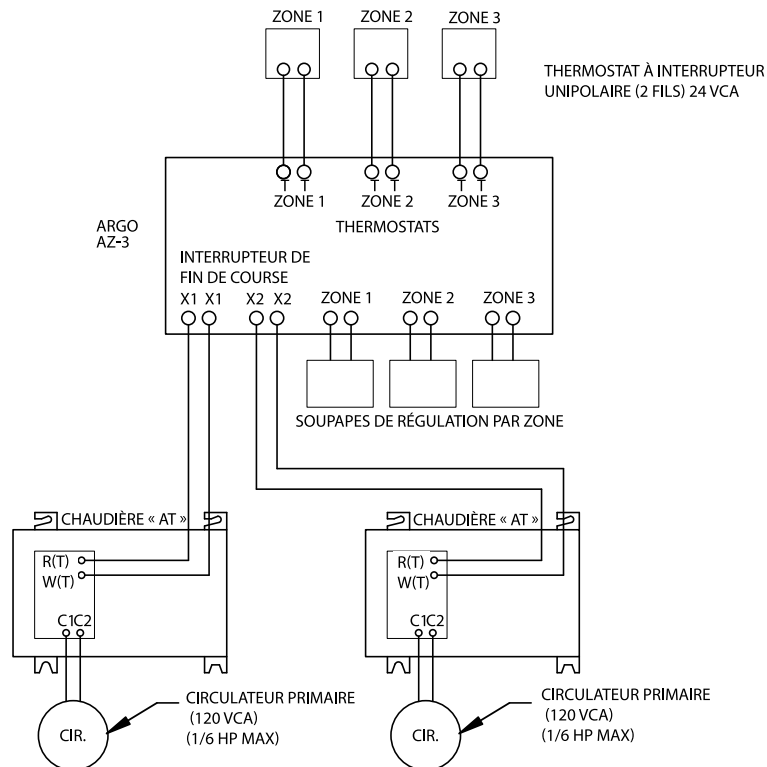 ZONE 1 ZONE 2 ZONE 3
THERMOSTAT À INTERRUPTEUR
UNIPOLAIRE (2 FILS) 24 VCA
T T T T T T
ZONE 1 ZONE 2 ZONE 3
THERMOSTATS
ARGO
AZ-3
INTERRUPTEUR DE
FIN DE COURSE
X1 X1 X2 X2 ZONE 1 ZONE 2 ZONE 3
SOUPAPES DE RÉGULATION PAR ZONE
CHAUDIÈRE « AT »
R(T)
W(T)
C1C2
CIR.
CIRCULATEUR PRIMAIRE
(120 VCA)
(1/6 HP MAX)
CHAUDIÈRE « AT »
R(T)
W(T)
C1C2
CIR.
CIRCULATEUR PRIMAIRE
(120 VCA)
(1/6 HP MAX)